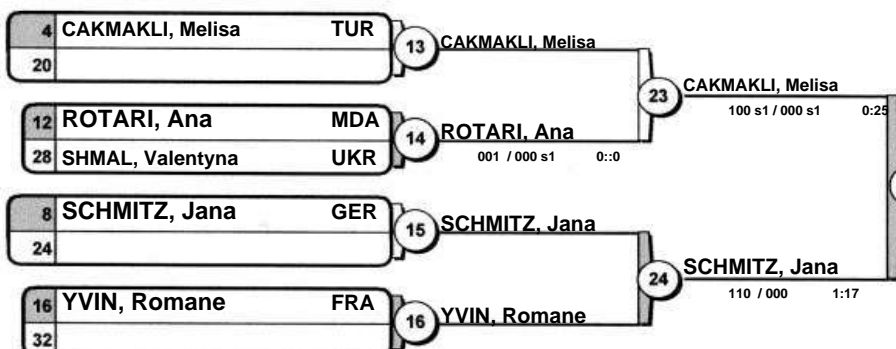 4 CAKMAKLI, Melisa TUR
20
13 CAKMAKLI, Melisa
12 ROTARI, Ana MDA
28 SHMAL, Valentyna UKR
14 ROTARI, Ana
001 / 000 s1 0::0
23 CAKMAKLI, Melisa
100 s1 / 000 s1 0:25
8 SCHMITZ, Jana GER
24
15 SCHMITZ, Jana
16 YVIN, Romane FRA
32
16 YVIN, Romane
24 SCHMITZ, Jana
110 / 000 1:17